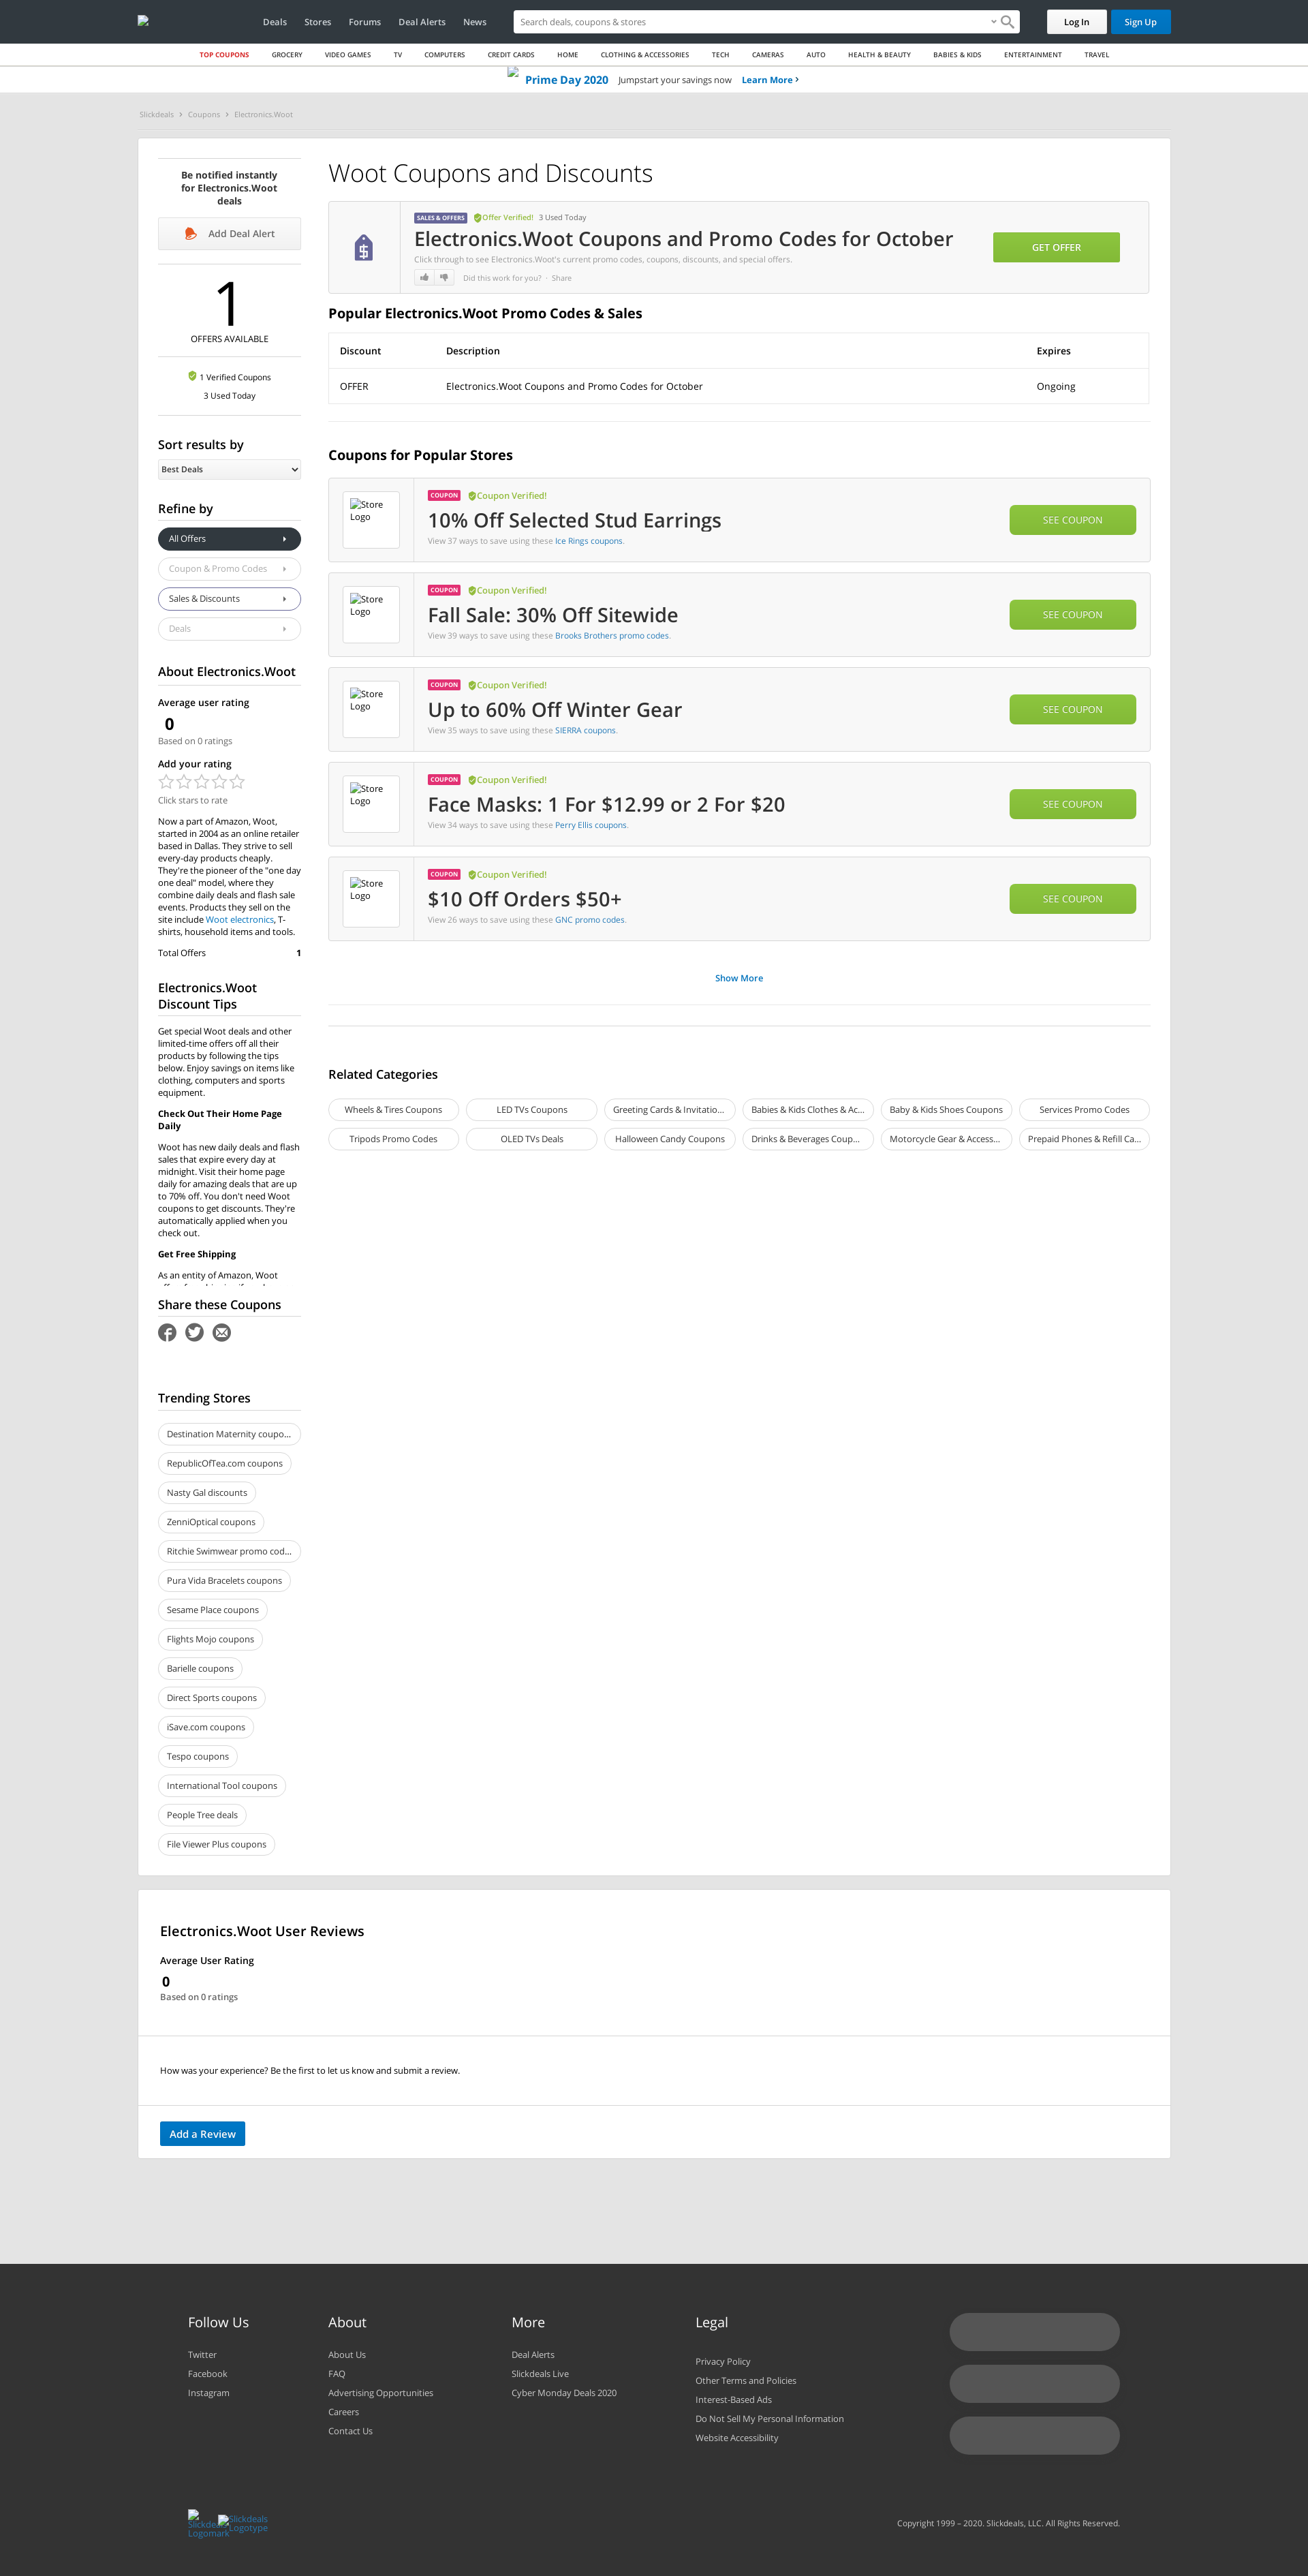 Deals Stores Forums Deal Alerts News
Search deals, coupons & stores
Log In
Sign Up
TOP COUPONS GROCERY VIDEO GAMES TV COMPUTERS CREDIT CARDS HOME CLOTHING & ACCESSORIES TECH CAMERAS AUTO HEALTH & BEAUTY BABIES & KIDS ENTERTAINMENT TRAVEL
Prime Day 2020 Jumpstart your savings now Learn More ›
Slickdeals › Coupons › Electronics.Woot
Be notified instantly
for Electronics.Woot
deals
Add Deal Alert
1
OFFERS AVAILABLE
1 Verified Coupons
3 Used Today
Sort results by
Best Deals
Refine by
All Offers
Coupon & Promo Codes
Sales & Discounts
Deals
About Electronics.Woot
Average user rating
0
Based on 0 ratings
Add your rating
Click stars to rate
Now a part of Amazon, Woot,
started in 2004 as an online retailer
based in Dallas. They strive to sell
every-day products cheaply.
They're the pioneer of the "one day
one deal" model, where they
combine daily deals and flash sale
events. Products they sell on the
site include Woot electronics, T-
shirts, household items and tools.
Total Offers 1
Electronics.Woot
Discount Tips
Get special Woot deals and other
limited-time offers off all their
products by following the tips
below. Enjoy savings on items like
clothing, computers and sports
equipment.
Check Out Their Home Page
Daily
Woot has new daily deals and flash
sales that expire every day at
midnight. Visit their home page
daily for amazing deals that are up
to 70% off. You don't need Woot
coupons to get discounts. They're
automatically applied when you
check out.
Get Free Shipping
As an entity of Amazon, Woot
Share these Coupons
Trending Stores
Destination Maternity coupo...
RepublicOfTea.com coupons
Nasty Gal discounts
ZenniOptical coupons
Ritchie Swimwear promo cod...
Pura Vida Bracelets coupons
Sesame Place coupons
Flights Mojo coupons
Barielle coupons
Direct Sports coupons
iSave.com coupons
Tespo coupons
International Tool coupons
People Tree deals
File Viewer Plus coupons
Woot Coupons and Discounts
SALES & OFFERS Offer Verified! 3 Used Today
Electronics.Woot Coupons and Promo Codes for October
Click through to see Electronics.Woot's current promo codes, coupons, discounts, and special offers.
Did this work for you? · Share
GET OFFER
Popular Electronics.Woot Promo Codes & Sales
Discount Description Expires
OFFER Electronics.Woot Coupons and Promo Codes for October Ongoing
Coupons for Popular Stores
Store
Logo
COUPON Coupon Verified!
10% Off Selected Stud Earrings
View 37 ways to save using these Ice Rings coupons.
SEE COUPON
Store
Logo
COUPON Coupon Verified!
Fall Sale: 30% Off Sitewide
View 39 ways to save using these Brooks Brothers promo codes.
SEE COUPON
Store
Logo
COUPON Coupon Verified!
Up to 60% Off Winter Gear
View 35 ways to save using these SIERRA coupons.
SEE COUPON
Store
Logo
COUPON Coupon Verified!
Face Masks: 1 For $12.99 or 2 For $20
View 34 ways to save using these Perry Ellis coupons.
SEE COUPON
Store
Logo
COUPON Coupon Verified!
$10 Off Orders $50+
View 26 ways to save using these GNC promo codes.
SEE COUPON
Show More
Related Categories
Wheels & Tires Coupons LED TVs Coupons Greeting Cards & Invitatio... Babies & Kids Clothes & Ac... Baby & Kids Shoes Coupons Services Promo Codes
Tripods Promo Codes OLED TVs Deals Halloween Candy Coupons Drinks & Beverages Coup... Motorcycle Gear & Access... Prepaid Phones & Refill Ca...
Electronics.Woot User Reviews
Average User Rating
0
Based on 0 ratings
How was your experience? Be the first to let us know and submit a review.
Add a Review
Follow Us
Twitter
Facebook
Instagram
About
About Us
FAQ
Advertising Opportunities
Careers
Contact Us
More
Deal Alerts
Slickdeals Live
Cyber Monday Deals 2020
Legal
Privacy Policy
Other Terms and Policies
Interest-Based Ads
Do Not Sell My Personal Information
Website Accessibility
Slickdeals
Logotype
Logomark
Copyright 1999 – 2020. Slickdeals, LLC. All Rights Reserved.